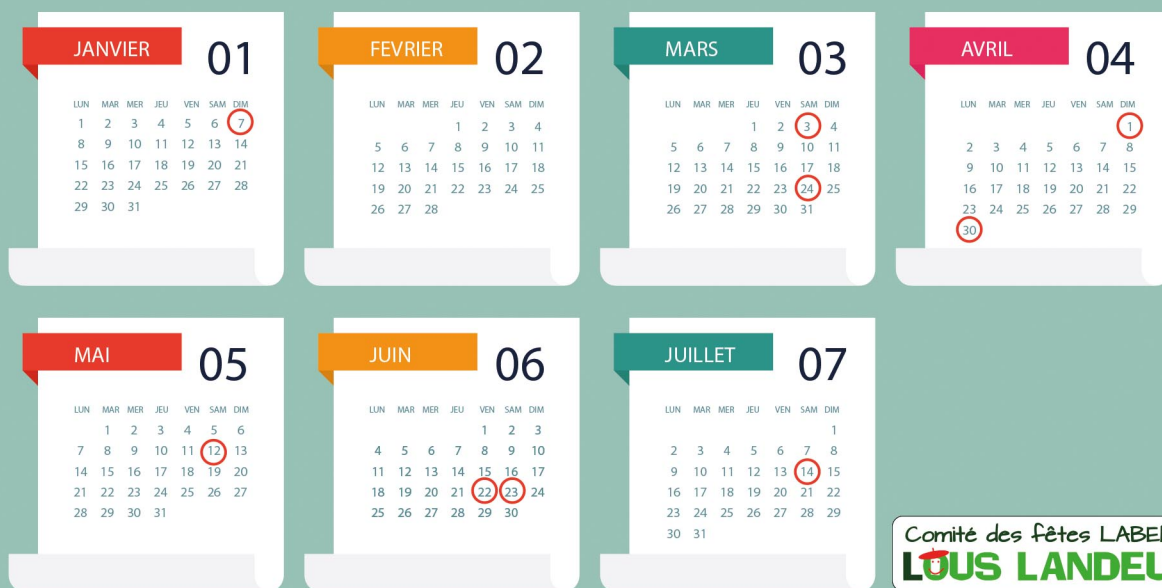 JANVIER 01
LUN MAR MER JEU VEN SAM DIM
1 2 3 4 5 6 7
8 9 10 11 12 13 14
15 16 17 18 19 20 21
22 23 24 25 26 27 28
29 30 31
FEVRIER 02
LUN MAR MER JEU VEN SAM DIM
1 2 3 4
5 6 7 8 9 10 11
12 13 14 15 16 17 18
19 20 21 22 23 24 25
26 27 28
MARS 03
LUN MAR MER JEU VEN SAM DIM
1 2 3 4
5 6 7 8 9 10 11
12 13 14 15 16 17 18
19 20 21 22 23 24 25
26 27 28 29 30 31
AVRIL 04
LUN MAR MER JEU VEN SAM DIM
1
2 3 4 5 6 7 8
9 10 11 12 13 14 15
16 17 18 19 20 21 22
23 24 25 26 27 28 29
30
MAI 05
LUN MAR MER JEU VEN SAM DIM
1 2 3 4 5 6
7 8 9 10 11 12 13
14 15 16 17 18 19 20
21 22 23 24 25 26 27
28 29 30 31
JUIN 06
LUN MAR MER JEU VEN SAM DIM
1 2 3
4 5 6 7 8 9 10
11 12 13 14 15 16 17
18 19 20 21 22 23 24
25 26 27 28 29 30
JUILLET 07
LUN MAR MER JEU VEN SAM DIM
1
2 3 4 5 6 7 8
9 10 11 12 13 14 15
16 17 18 19 20 21 22
23 24 25 26 27 28 29
30 31
Comité des fêtes
LOUS